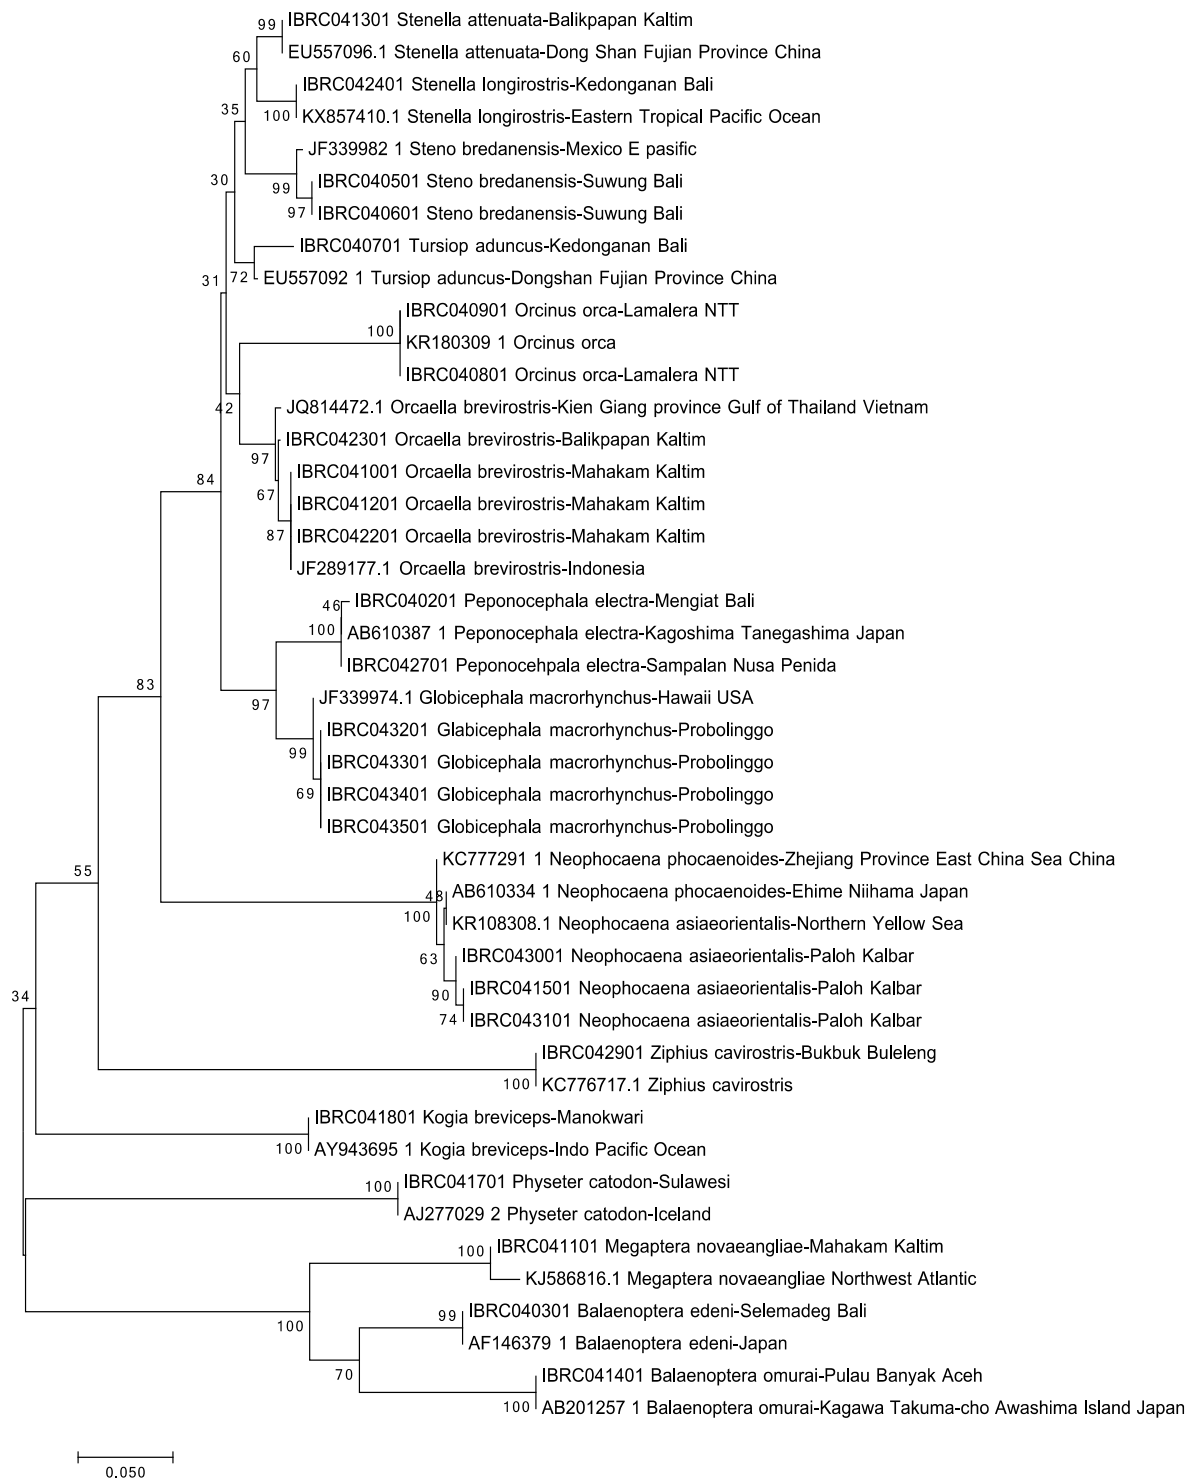 99
IBRC041301 Stenella attenuata-Balikpapan Kaltim
EU557096.1 Stenella attenuata-Dong Shan Fujian Province China
60
IBRC042401 Stenella longirostris-Kedonganan Bali
35
100
KX857410.1 Stenella longirostris-Eastern Tropical Pacific Ocean
JF339982 1 Steno bredanensis-Mexico E pasific
30
99
IBRC040501 Steno bredanensis-Suwung Bali
97
IBRC040601 Steno bredanensis-Suwung Bali
IBRC040701 Tursiop aduncus-Kedonganan Bali
31
72
EU557092 1 Tursiop aduncus-Dongshan Fujian Province China
IBRC040901 Orcinus orca-Lamalera NTT
100
KR180309 1 Orcinus orca
IBRC040801 Orcinus orca-Lamalera NTT
42
JQ814472.1 Orcaella brevirostris-Kien Giang province Gulf of Thailand Vietnam
IBRC042301 Orcaella brevirostris-Balikpapan Kaltim
97
IBRC041001 Orcaella brevirostris-Mahakam Kaltim
84
67
IBRC041201 Orcaella brevirostris-Mahakam Kaltim
87
IBRC042201 Orcaella brevirostris-Mahakam Kaltim
JF289177.1 Orcaella brevirostris-Indonesia
46
IBRC040201 Peponocephala electra-Mengiat Bali
100
AB610387 1 Peponocephala electra-Kagoshima Tanegashima Japan
IBRC042701 Peponocehpala electra-Sampalan Nusa Penida
83
97
JF339974.1 Globicephala macrorhynchus-Hawaii USA
IBRC043201 Glabicephala macrorhynchus-Probolinggo
99
IBRC043301 Globicephala macrorhynchus-Probolinggo
69
IBRC043401 Globicephala macrorhynchus-Probolinggo
IBRC043501 Globicephala macrorhynchus-Probolinggo
55
KC777291 1 Neophocaena phocaenoides-Zhejiang Province East China Sea China
48
AB610334 1 Neophocaena phocaenoides-Ehime Niihama Japan
100
KR108308.1 Neophocaena asiaeorientalis-Northern Yellow Sea
63
IBRC043001 Neophocaena asiaeorientalis-Paloh Kalbar
34
90
IBRC041501 Neophocaena asiaeorientalis-Paloh Kalbar
74
IBRC043101 Neophocaena asiaeorientalis-Paloh Kalbar
IBRC042901 Ziphius cavirostris-Bukbuk Buleleng
100
KC776717.1 Ziphius cavirostris
IBRC041801 Kogia breviceps-Manokwari
100
AY943695 1 Kogia breviceps-Indo Pacific Ocean
100
IBRC041701 Physeter catodon-Sulawesi
AJ277029 2 Physeter catodon-Iceland
100
IBRC041101 Megaptera novaeangliae-Mahakam Kaltim
KJ586816.1 Megaptera novaeangliae Northwest Atlantic
100
99
IBRC040301 Balaenoptera edeni-Selemadeg Bali
AF146379 1 Balaenoptera edeni-Japan
70
IBRC041401 Balaenoptera omurai-Pulau Banyak Aceh
100
AB201257 1 Balaenoptera omurai-Kagawa Takuma-cho Awashima Island Japan
0.050